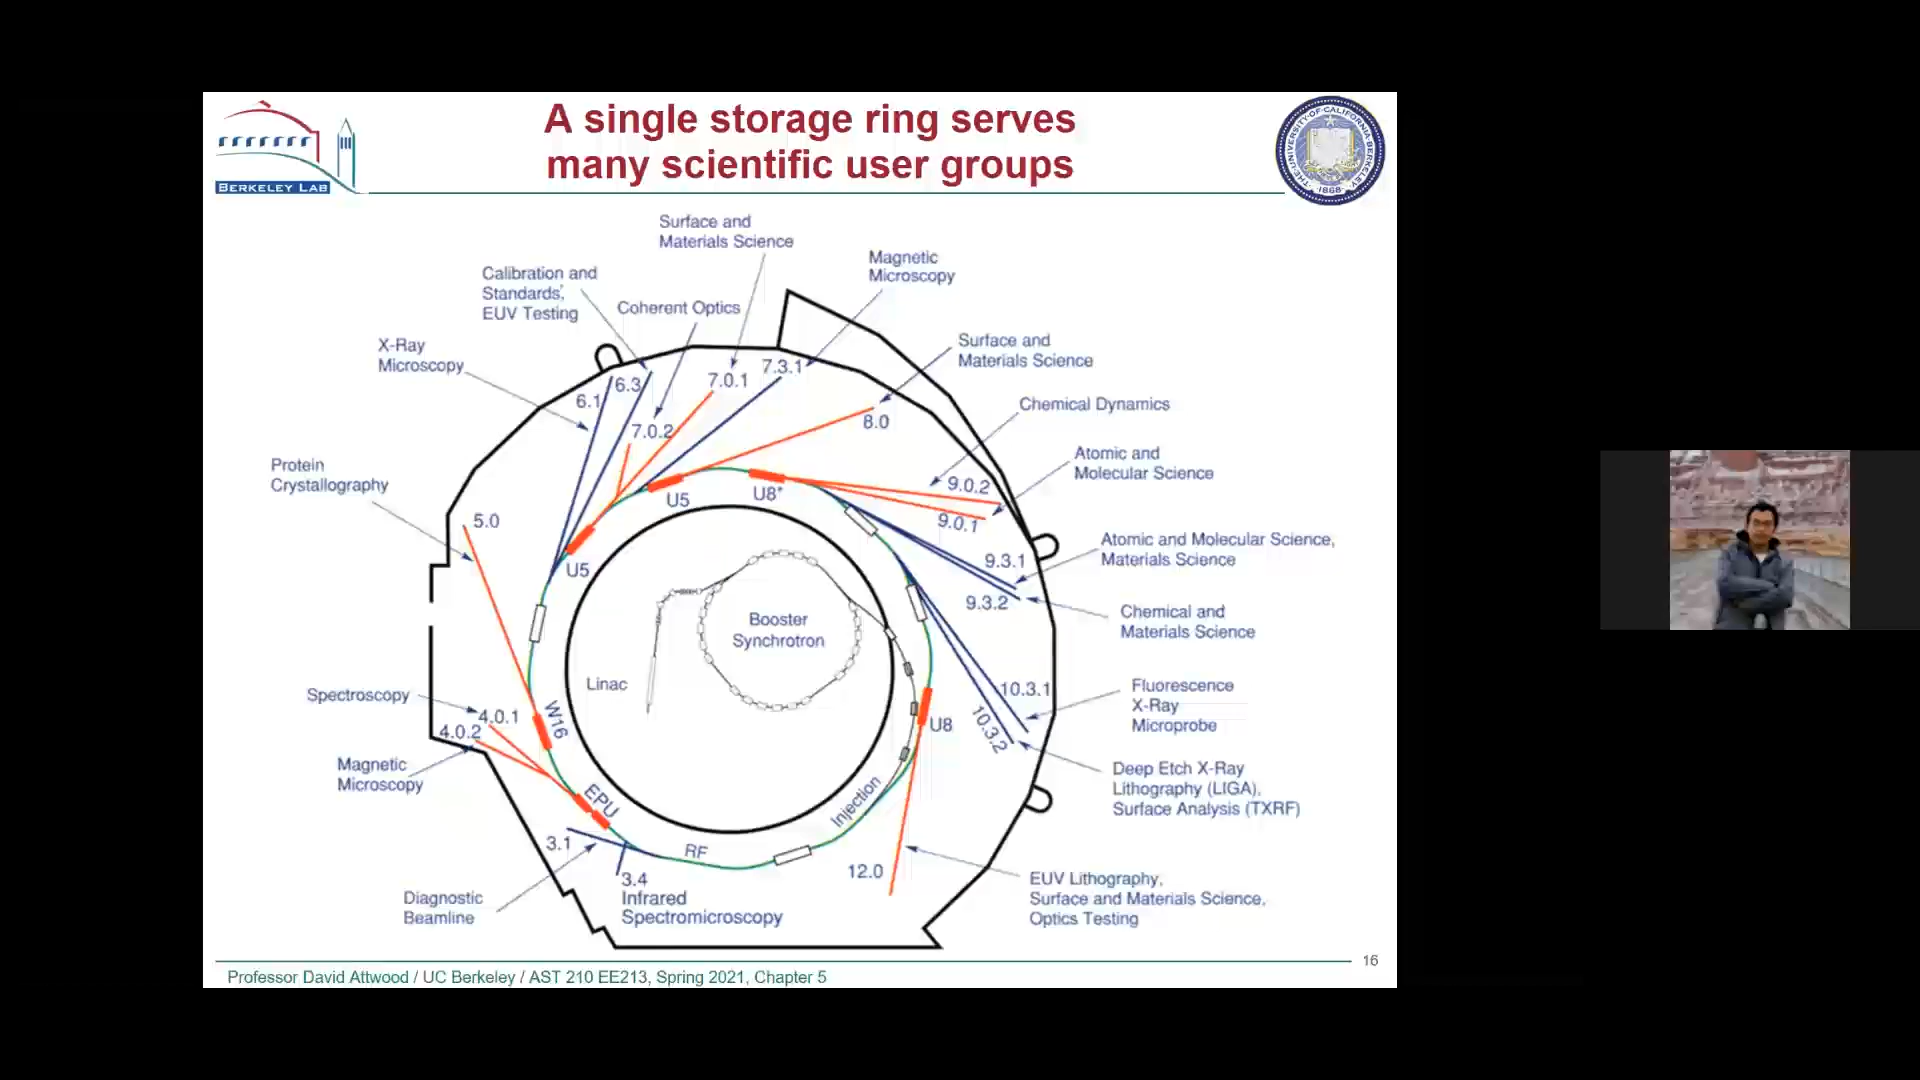 A single storage ring serves
many scientific user groups
BERKELEY LAB
THE·UNIVERSITY·OF·CALIFORNIA·BERKELEY
1868
Surface and
Materials Science
Magnetic
Microscopy
Calibration and
Standards,
EUV Testing
Coherent Optics
X-Ray
Microscopy
Surface and
Materials Science
Chemical Dynamics
Atomic and
Molecular Science
Protein
Crystallography
6.1
6.3
7.0.2
7.0.1
7.3.1
8.0
9.0.2
9.0.1
5.0
U5
U5
U8*
9.3.1
9.3.2
Atomic and Molecular Science,
Materials Science
Chemical and
Materials Science
Booster
Synchrotron
Linac
Spectroscopy
4.0.1
4.0.2
W16
Magnetic
Microscopy
EPU
U8
10.3.1
10.3.2
Fluorescence
X-Ray
Microprobe
Deep Etch X-Ray
Lithography (LIGA),
Surface Analysis (TXRF)
Injection
RF
3.1
3.4
Infrared
Spectromicroscopy
Diagnostic
Beamline
12.0
EUV Lithography,
Surface and Materials Science,
Optics Testing
16
Professor David Attwood / UC Berkeley / AST 210 EE213, Spring 2021, Chapter 5